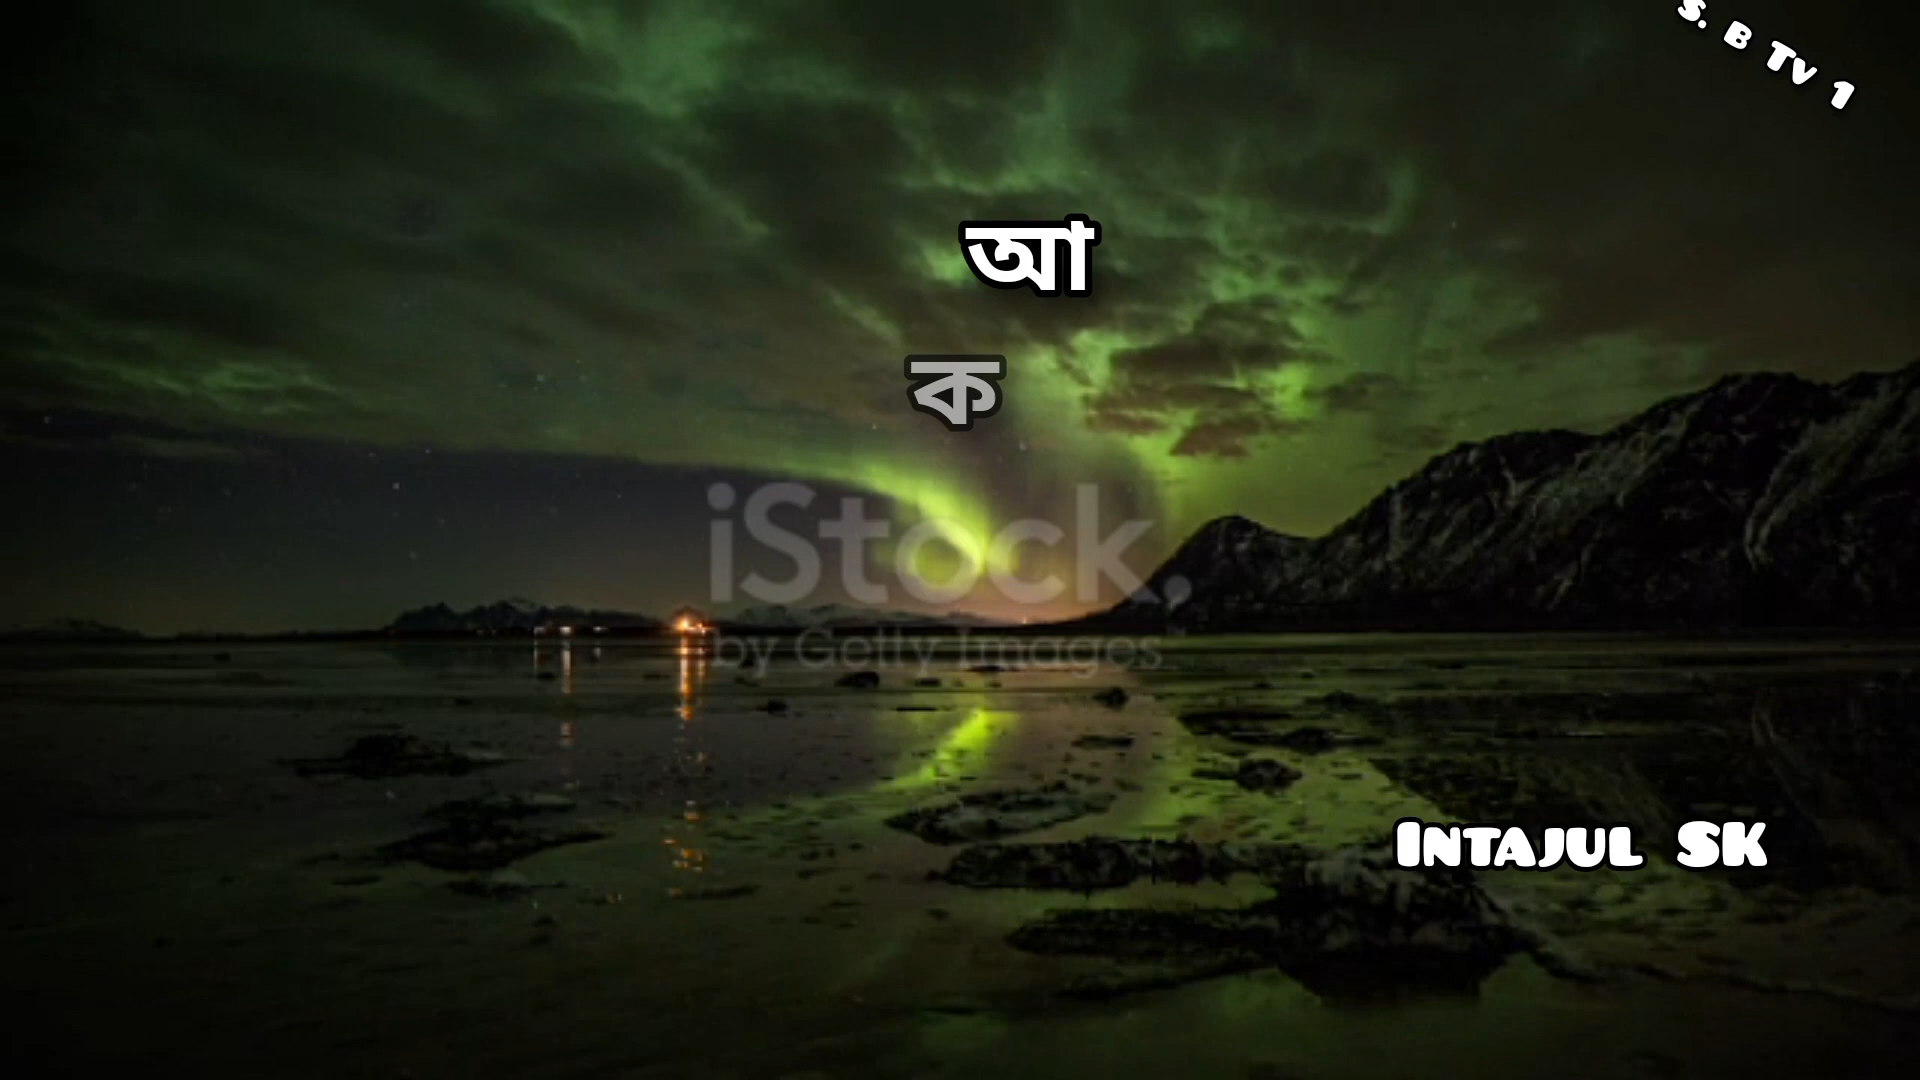 S. B Tv 1
আ
ক
iStock.
by Getty Images
INTAJUL SK